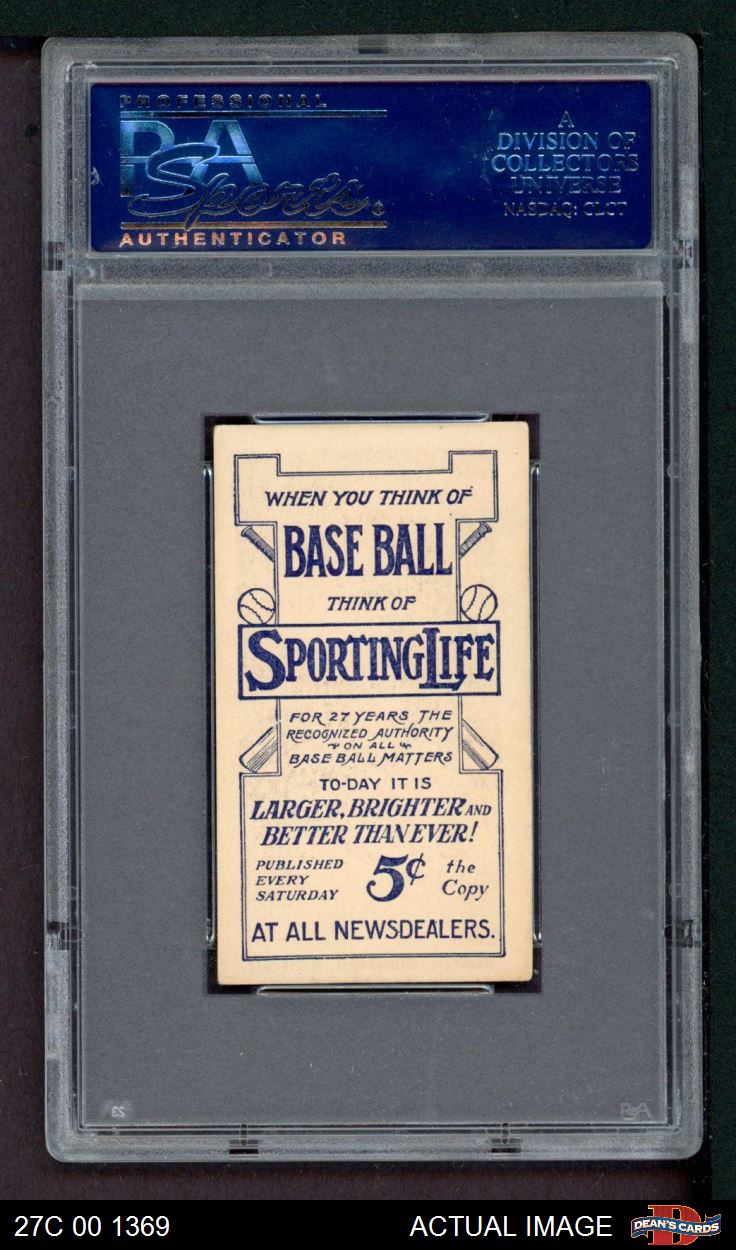 PROFESSIONAL
PSA
Sports
AUTHENTICATOR
A
DIVISION OF
COLLECTORS
UNIVERSE
NASDAQ: CLCT
WHEN YOU THINK OF
BASE BALL
THINK OF
SPORTING LIFE
FOR 27 YEARS THE
RECOGNIZED AUTHORITY
ON ALL
BASE BALL MATTERS
TO-DAY IT IS
LARGER, BRIGHTER AND
BETTER THAN EVER!
PUBLISHED
EVERY
SATURDAY
5¢
the
Copy
AT ALL NEWSDEALERS.
23
PSA
27C 00 1369
ACTUAL IMAGE
D
DEAN'S CARDS